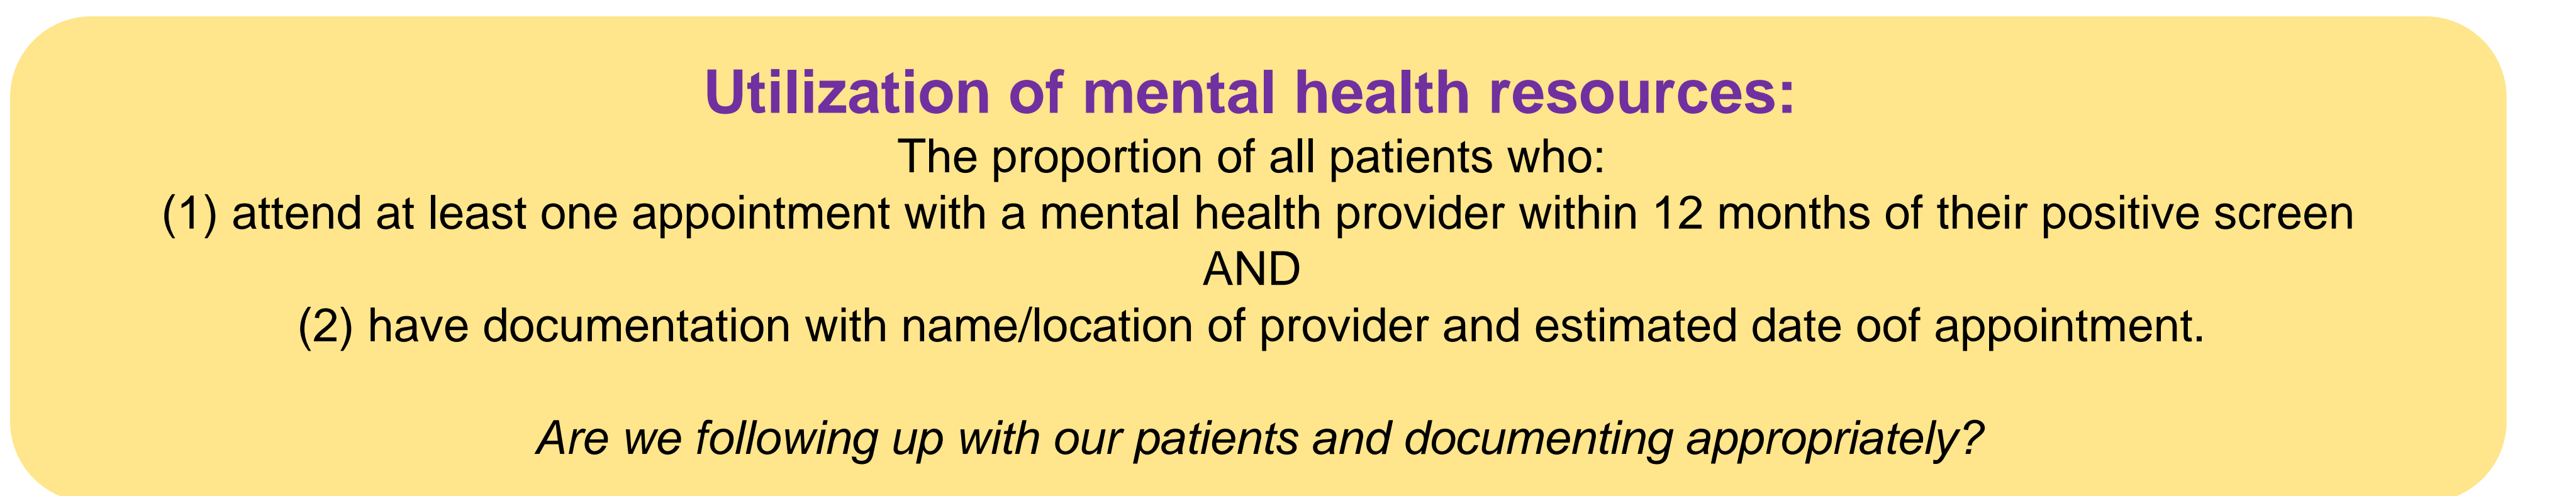 Utilization of mental health resources:
The proportion of all patients who:
(1) attend at least one appointment with a mental health provider within 12 months of their positive screen
AND
(2) have documentation with name/location of provider and estimated date oof appointment.
Are we following up with our patients and documenting appropriately?